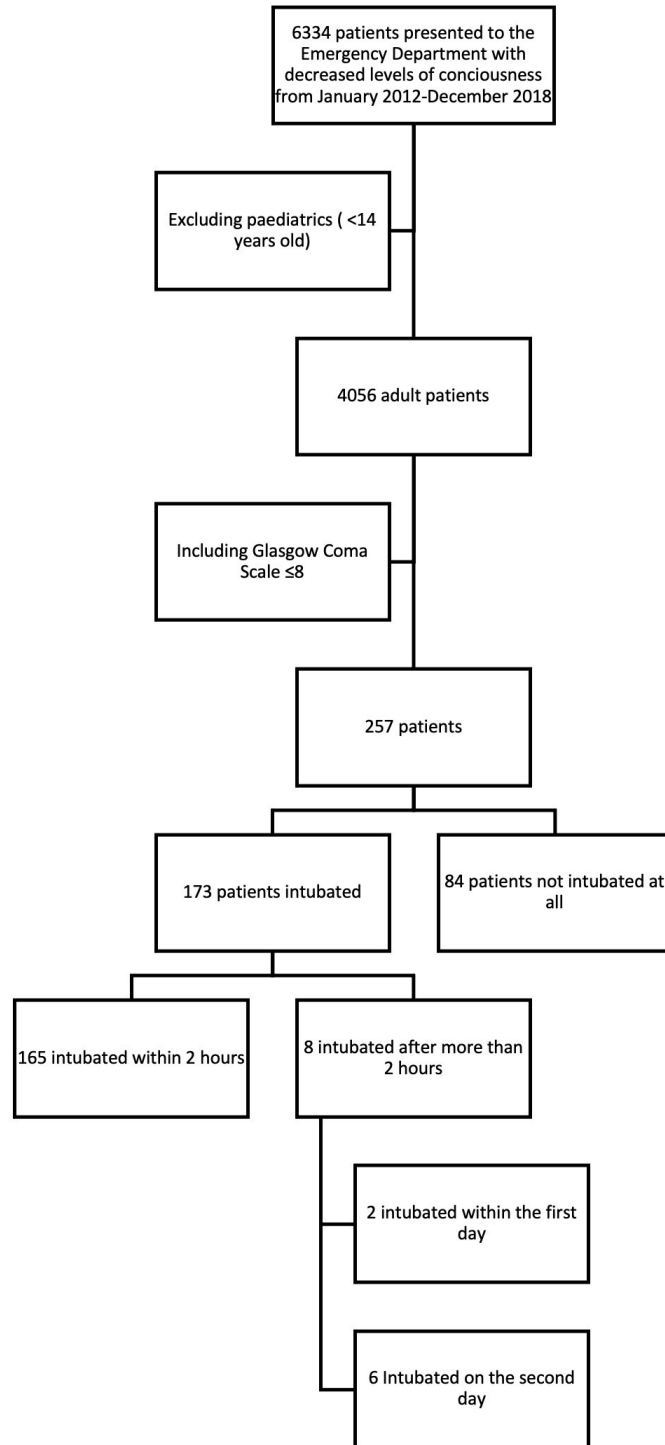 6334 patients presented to the
Emergency Department with
decreased levels of conciousness
from January 2012-December 2018
Excluding paediatrics ( <14
years old)
4056 adult patients
Including Glasgow Coma
Scale ≤8
257 patients
173 patients intubated
84 patients not intubated at
all
165 intubated within 2 hours
8 intubated after more than
2 hours
2 intubated within the first
day
6 Intubated on the second
day